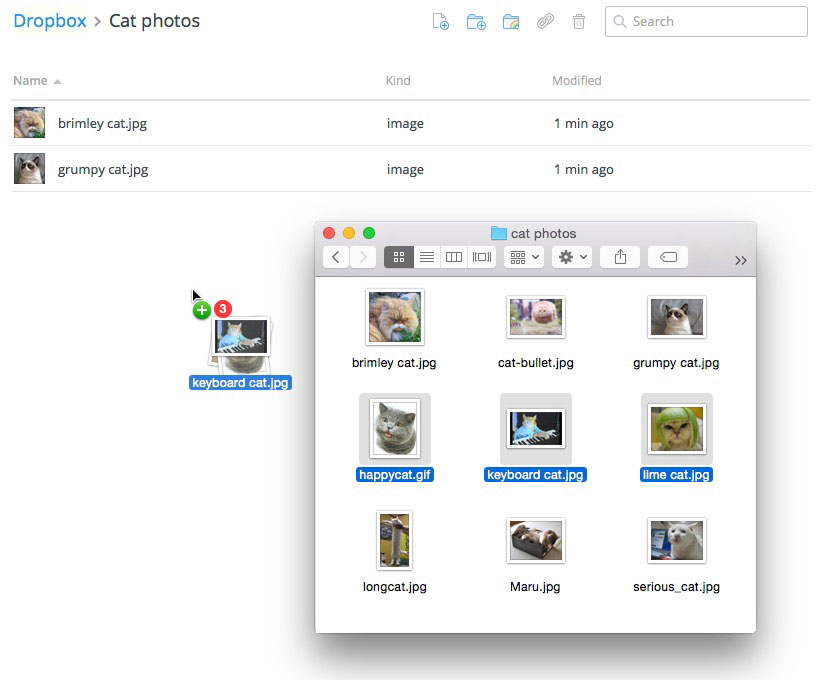 Dropbox > Cat photos
Search
Name Kind Modified
brimley cat.jpg image 1 min ago
grumpy cat.jpg image 1 min ago
3
keyboard cat.jpg
cat photos
brimley cat.jpg cat-bullet.jpg grumpy cat.jpg
happycat.gif keyboard cat.jpg lime cat.jpg
longcat.jpg Maru.jpg serious_cat.jpg